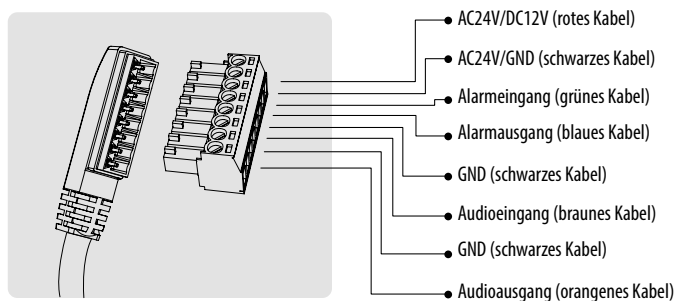 AC24V/DC12V (rotes Kabel)
AC24V/GND (schwarzes Kabel)
Alarmeingang (grünes Kabel)
Alarmausgang (blaues Kabel)
GND (schwarzes Kabel)
Audioeingang (braunes Kabel)
GND (schwarzes Kabel)
Audioausgang (orangenes Kabel)